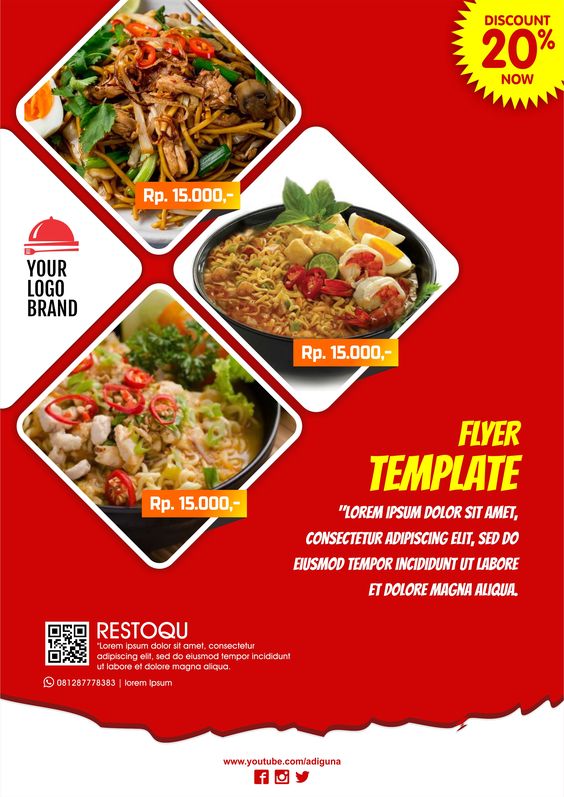 DISCOUNT
20%
NOW
Rp. 15.000,-
YOUR
LOGO
BRAND
Rp. 15.000,-
Rp. 15.000,-
FLYER
TEMPLATE
"LOREM IPSUM DOLOR SIT AMET,
CONSECTETUR ADIPISCING ELIT, SED DO
EIUSMOD TEMPOR INCIDIDUNT UT LABORE
ET DOLORE MAGNA ALIQUA.
RESTOQU
"Lorem ipsum dolor sit amet, consectetur
adipiscing elit, sed do eiusmod tempor incididunt
ut labore et dolore magna aliqua.
081287778383 | lorem Ipsum
www.youtube.com/adiguna